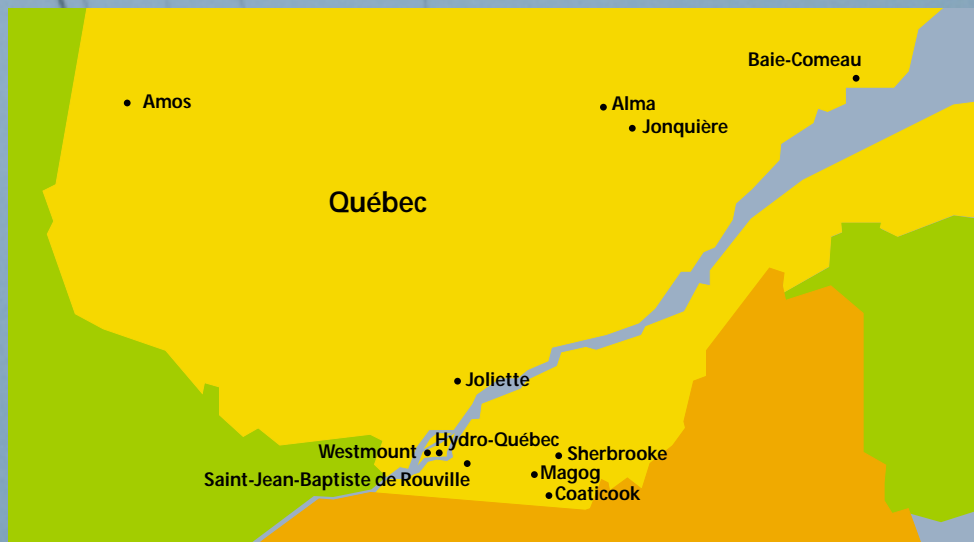 Baie-Comeau
Amos
Alma
Jonquière
Québec
Joliette
Hydro-Québec
Westmount
Sherbrooke
Magog
Saint-Jean-Baptiste de Rouville
Coaticook